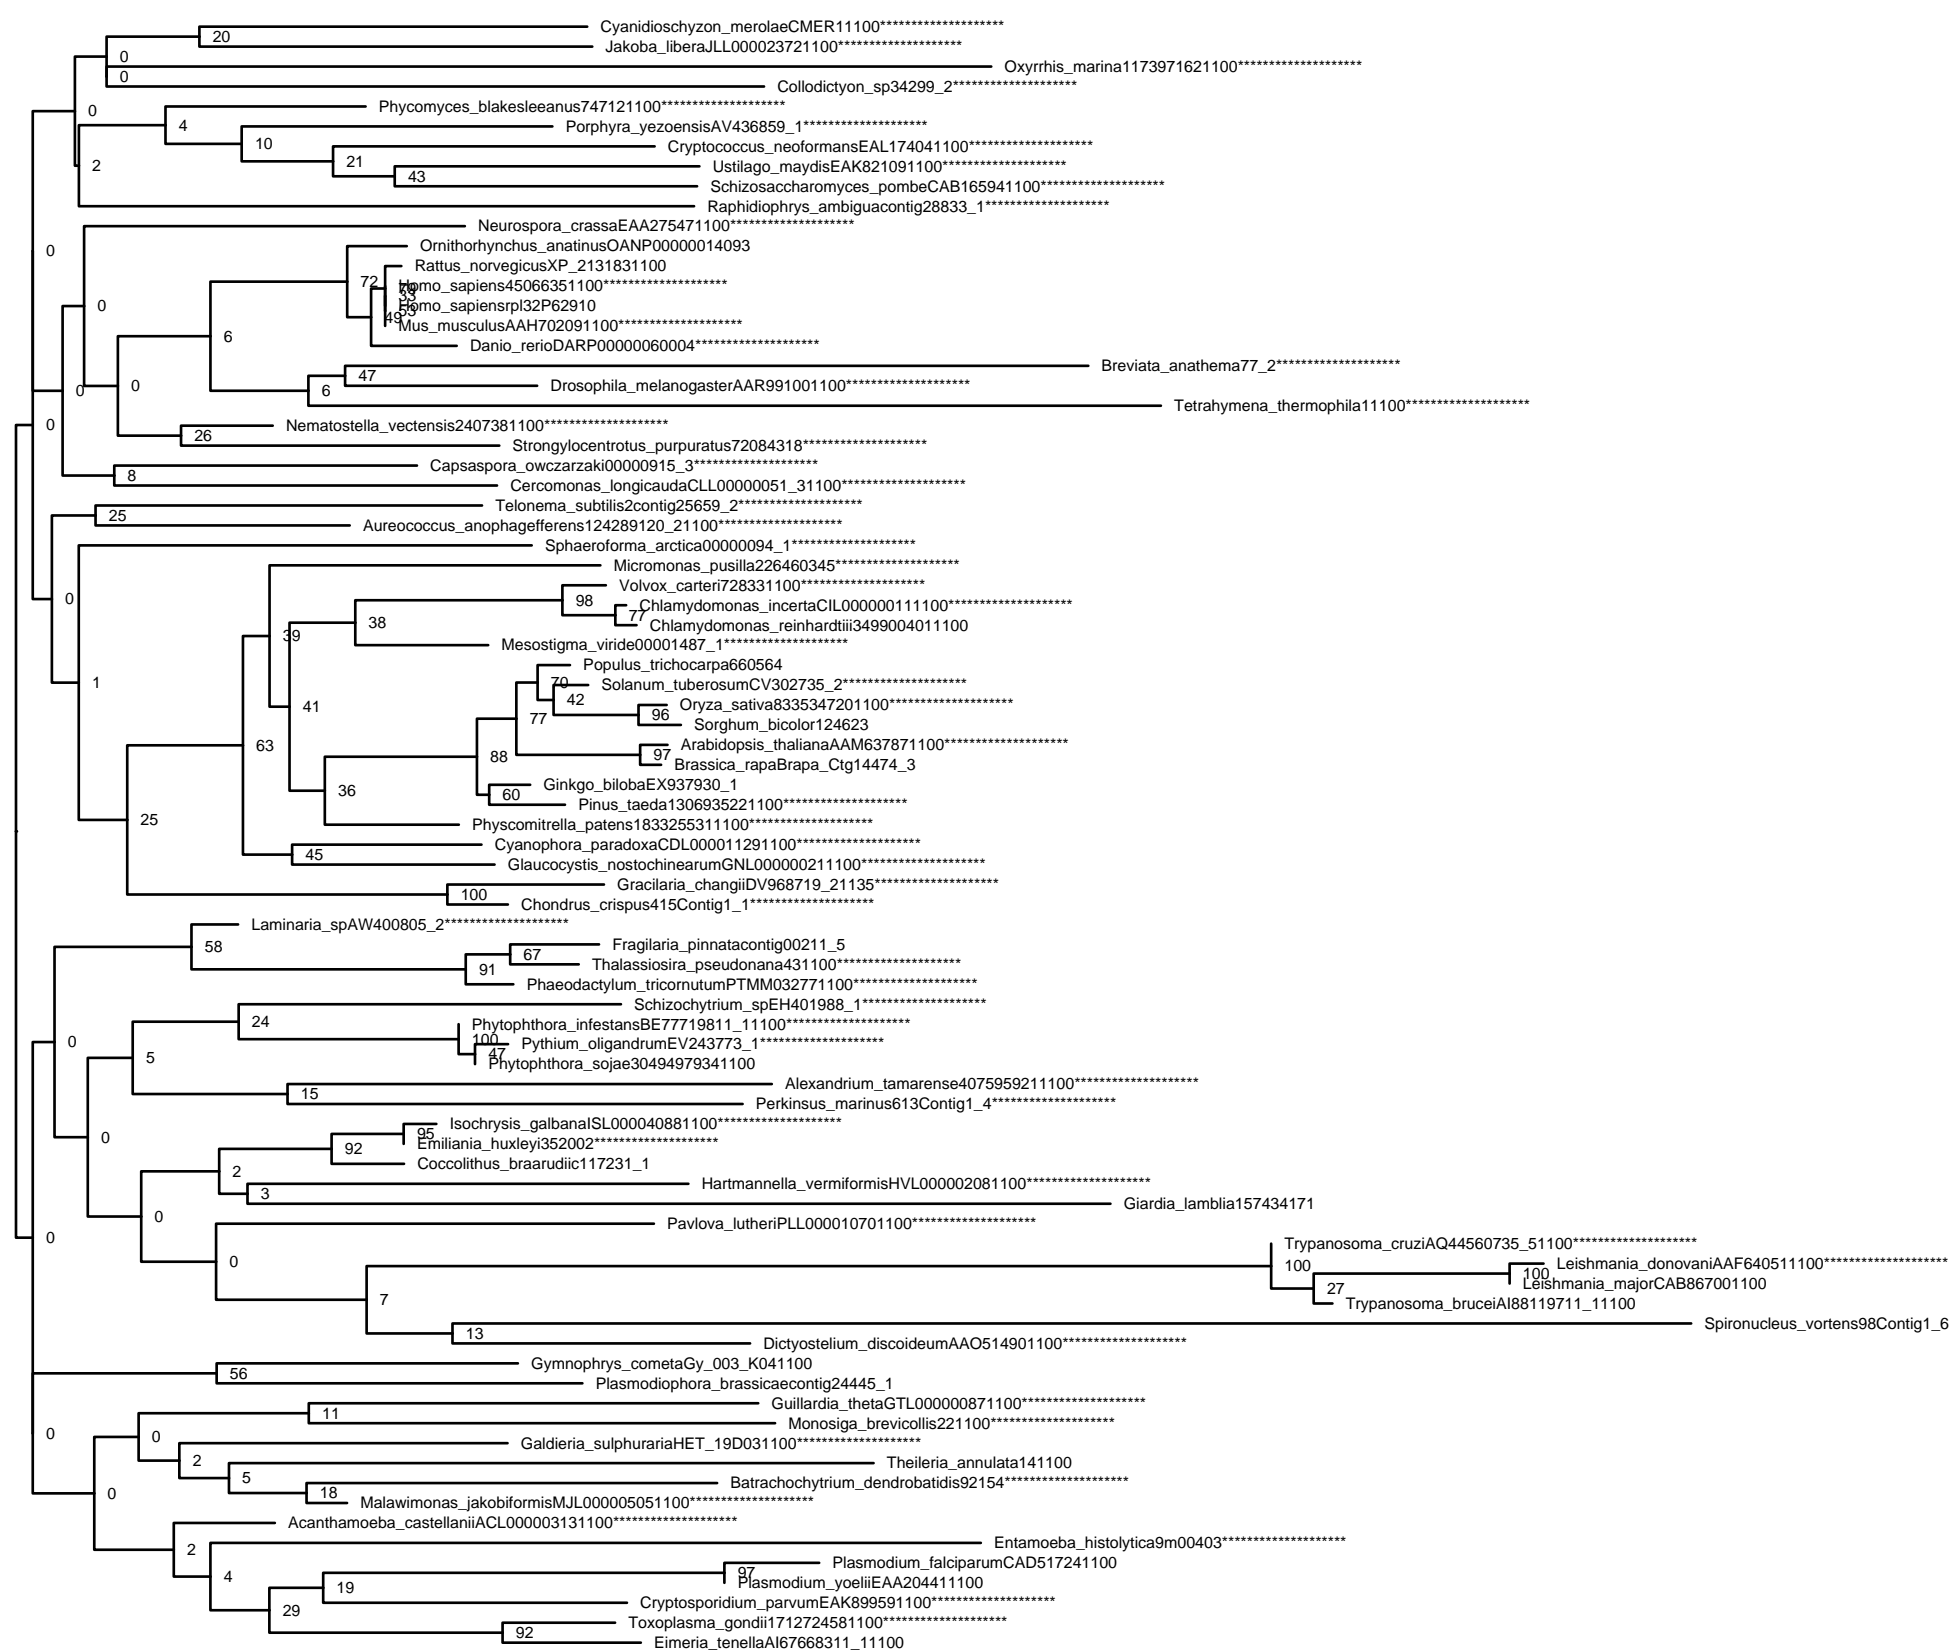 Cyanidioschyzon_merolaeCMER11100********************
20
Jakoba_liberaJLL000023721100********************
0
Oxyrrhis_marina1173971621100********************
0
Collodictyon_sp34299_2********************
0
Phycomyces_blakesleeanus747121100********************
4
Porphyra_yezoensisAV436859_1********************
10
Cryptococcus_neoformansEAL174041100********************
21
2
Ustilago_maydisEAK821091100********************
43
Schizosaccharomyces_pombeCAB165941100********************
Raphidiophrys_ambiguacontig28833_1********************
Neurospora_crassaEAA275471100********************
0
Ornithorhynchus_anatinusOANP00000014093
Rattus_norvegicusXP_2131831100
72
Homo_sapiens45066351100********************
33
0
Homo_sapiensrpl32P62910
53
49
Mus_musculusAAH702091100********************
6
Danio_rerioDARP00000060004********************
Breviata_anathema77_2********************
47
0
Drosophila_melanogasterAAR991001100********************
6
0
Tetrahymena_thermophila11100********************
0
Nematostella_vectensis2407381100********************
26
Strongylocentrotus_purpuratus72084318********************
Capsaspora_owczarzaki00000915_3********************
8
Cercomonas_longicaudaCLL00000051_31100********************
Telonema_subtilis2contig25659_2********************
25
Aureococcus_anophagefferens124289120_21100********************
Sphaeroforma_arctica00000094_1********************
Micromonas_pusilla226460345********************
Volvox_carteri728331100********************
0
98
Chlamydomonas_incertaCIL000000111100********************
77
38
Chlamydomonas_reinhardtiii3499004011100
39
Mesostigma_viride00001487_1********************
Populus_trichocarpa660564
1
70
Solanum_tuberosumCV302735_2********************
42
Oryza_sativa8335347201100********************
41
96
77
Sorghum_bicolor124623
63
Arabidopsis_thalianaAAM637871100********************
88
97
Brassica_rapaBrapa_Ctg14474_3
Ginkgo_bilobaEX937930_1
36
60
Pinus_taeda1306935221100********************
25
Physcomitrella_patens1833255311100********************
Cyanophora_paradoxaCDL000011291100********************
45
Glaucocystis_nostochinearumGNL000000211100********************
Gracilaria_changiiDV968719_21135********************
100
Chondrus_crispus415Contig1_1********************
Laminaria_spAW400805_2********************
58
Fragilaria_pinnatacontig00211_5
67
Thalassiosira_pseudonana431100********************
91
Phaeodactylum_tricornutumPTMM032771100********************
Schizochytrium_spEH401988_1********************
24
Phytophthora_infestansBE77719811_11100********************
0
100
Pythium_oligandrumEV243773_1********************
47
5
Phytophthora_sojae30494979341100
Alexandrium_tamarense4075959211100********************
15
Perkinsus_marinus613Contig1_4********************
Isochrysis_galbanaISL000040881100********************
0
95
Emiliania_huxleyi352002********************
92
Coccolithus_braarudiic117231_1
2
Hartmannella_vermiformisHVL000002081100********************
3
Giardia_lamblia157434171
0
Pavlova_lutheriPLL000010701100********************
0
Trypanosoma_cruziAQ44560735_51100********************
0
100
Leishmania_donovaniAAF640511100********************
100
Leishmania_majorCAB867001100
27
7
Trypanosoma_bruceiAI88119711_11100
Spironucleus_vortens98Contig1_6
13
Dictyostelium_discoideumAAO514901100********************
Gymnophrys_cometaGy_003_K041100
56
Plasmodiophora_brassicaecontig24445_1
Guillardia_thetaGTL000000871100********************
11
Monosiga_brevicollis221100********************
0
0
Galdieria_sulphurariaHET_19D031100********************
2
Theileria_annulata141100
5
Batrachochytrium_dendrobatidis92154********************
0
18
Malawimonas_jakobiformisMJL000005051100********************
Acanthamoeba_castellaniiACL000003131100********************
2
Entamoeba_histolytica9m00403********************
Plasmodium_falciparumCAD517241100
4
97
Plasmodium_yoeliiEAA204411100
19
Cryptosporidium_parvumEAK899591100********************
29
Toxoplasma_gondii1712724581100********************
92
Eimeria_tenellaAI67668311_11100